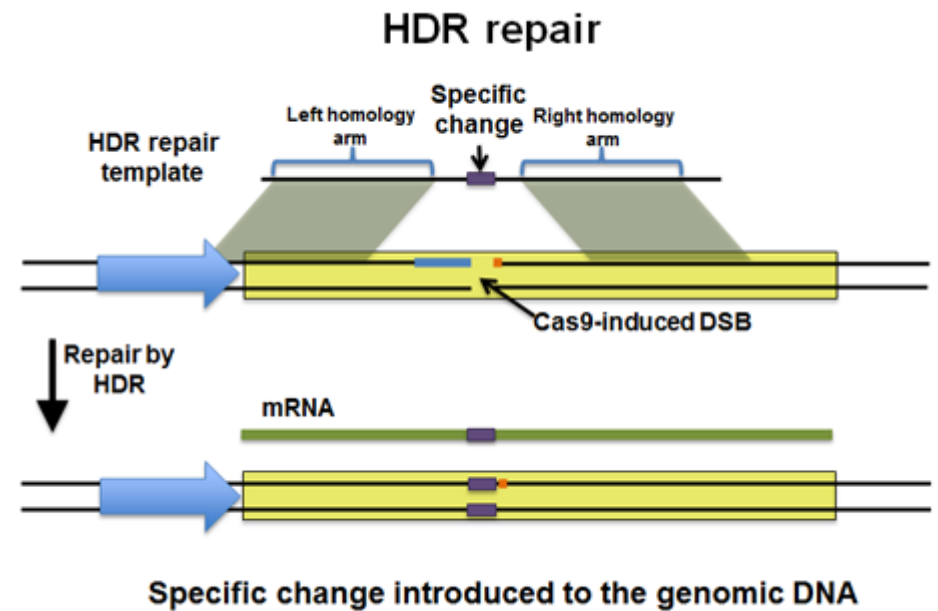 HDR repair
Specific
change
Left homology
arm
Right homology
arm
HDR repair
template
Cas9-induced DSB
Repair by
HDR
mRNA
Specific change introduced to the genomic DNA